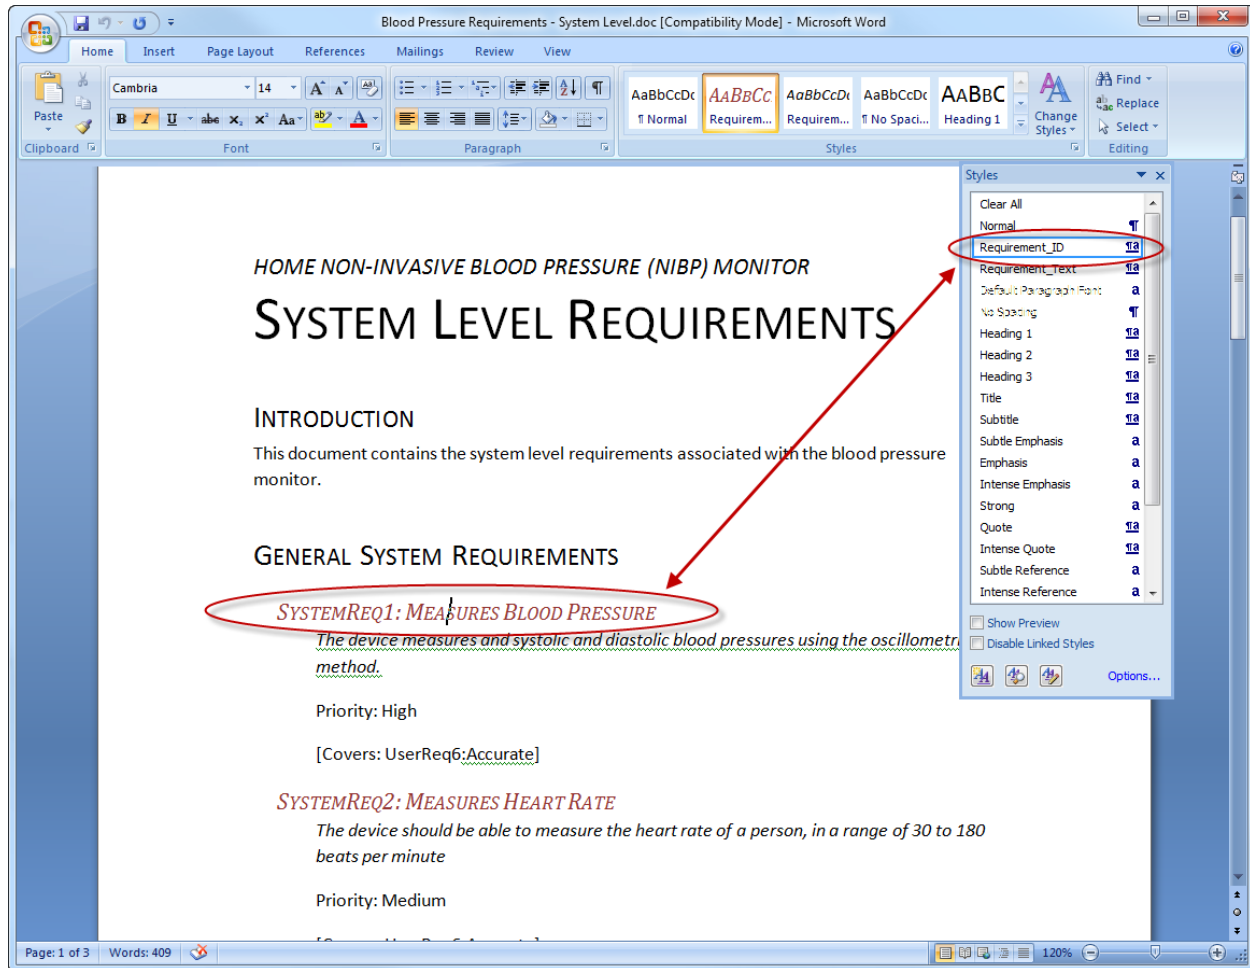 Blood Pressure Requirements - System Level.doc [Compatibility Mode] - Microsoft Word
Home Insert Page Layout References Mailings Review View
Paste
Clipboard
Cambria 14
B I U abc X₂ X² Aa ab A
Font
Paragraph
AaBbCcDc AABBCC AaBbCcDc AaBbCcDc AABBC
¶ Normal Requirem... Requirem... ¶ No Spaci... Heading 1
Change Styles
Styles
Find
Replace
Select
Editing
Styles
Clear All
Normal ¶
Requirement_ID ¶a
Requirement_Text ¶a
Default Paragraph Font a
No Spacing ¶
Heading 1 ¶a
Heading 2 ¶a
Heading 3 ¶a
Title ¶a
Subtitle ¶a
Subtle Emphasis a
Emphasis a
Intense Emphasis a
Strong a
Quote ¶a
Intense Quote ¶a
Subtle Reference a
Intense Reference a
Show Preview
Disable Linked Styles
Options...
HOME NON-INVASIVE BLOOD PRESSURE (NIBP) MONITOR
SYSTEM LEVEL REQUIREMENTS
INTRODUCTION
This document contains the system level requirements associated with the blood pressure
monitor.
GENERAL SYSTEM REQUIREMENTS
SYSTEMREQ1: MEASURES BLOOD PRESSURE
The device measures and systolic and diastolic blood pressures using the oscillometri
method.
Priority: High
[Covers: UserReq6:Accurate]
SYSTEMREQ2: MEASURES HEART RATE
The device should be able to measure the heart rate of a person, in a range of 30 to 180
beats per minute
Priority: Medium
Page: 1 of 3 Words: 409 120%